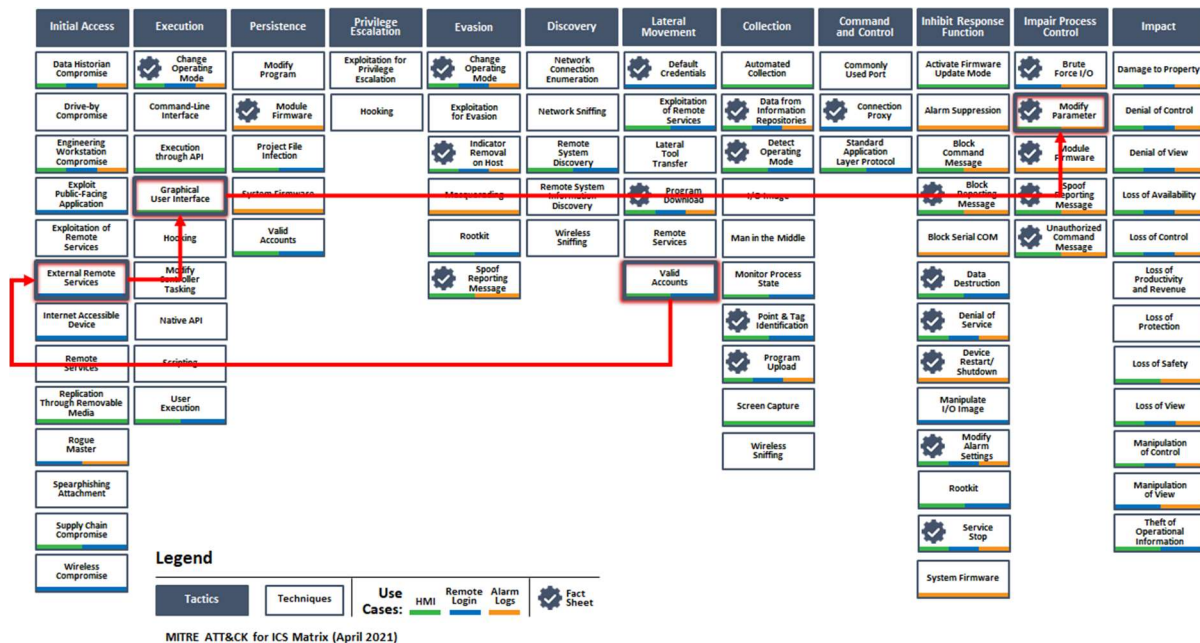 Initial Access
Execution
Persistence
Privilege
Escalation
Evasion
Discovery
Lateral
Movement
Collection
Command
and Control
Inhibit Response
Function
Impair Process
Control
Impact
Data Historian
Compromise
Drive-by
Compromise
Engineering
Workstation
Compromise
Exploit
Public-Facing
Application
Exploitation of
Remote
Services
External Remote
Services
Internet Accessible
Device
Remote
Services
Replication
Through Removable
Media
Rogue
Master
Spearphishing
Attachment
Supply Chain
Compromise
Wireless
Compromise
Change
Operating
Mode
Command-Line
Interface
Execution
through API
Graphical
User Interface
Hooking
Modify
Controller
Tasking
Native API
Scripting
User
Execution
Modify
Program
Module
Firmware
Project File
Infection
System Firmware
Valid
Accounts
Exploitation for
Privilege
Escalation
Hooking
Change
Operating
Mode
Exploitation
for Evasion
Indicator
Removal
on Host
Masquerading
Rootkit
Spoof
Reporting
Message
Network
Connection
Enumeration
Network Sniffing
Remote
System
Discovery
Remote System
Information
Discovery
Wireless
Sniffing
Default
Credentials
Exploitation
of Remote
Services
Lateral
Tool
Transfer
Program
Download
Remote
Services
Valid
Accounts
Automated
Collection
Data from
Information
Repositories
Detect
Operating
Mode
I/O Image
Man in the Middle
Monitor Process
State
Point & Tag
Identification
Program
Upload
Screen Capture
Wireless
Sniffing
Commonly
Used Port
Connection
Proxy
Standard
Application
Layer Protocol
Activate Firmware
Update Mode
Alarm Suppression
Block
Command
Message
Block
Reporting
Message
Block Serial COM
Data
Destruction
Denial of
Service
Device
Restart/
Shutdown
Manipulate
I/O Image
Modify
Alarm
Settings
Rootkit
Service
Stop
System Firmware
Brute
Force I/O
Modify
Parameter
Module
Firmware
Spoof
Reporting
Message
Unauthorized
Command
Message
Damage to Property
Denial of Control
Denial of View
Loss of Availability
Loss of Control
Loss of
Productivity
and Revenue
Loss of
Protection
Loss of Safety
Loss of View
Manipulation
of Control
Manipulation
of View
Theft of
Operational
Information
Legend
Tactics
Techniques
Use
Cases:
HMI
Remote
Login
Alarm
Logs
Fact
Sheet
MITRE ATT&CK for ICS Matrix (April 2021)